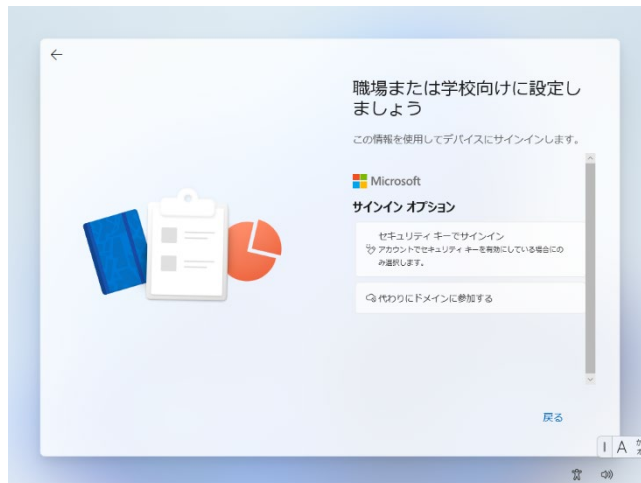 職場または学校向けに設定し
ましょう
この情報を使用してデバイスにサインインします。
Microsoft
サインイン オプション
セキュリティ キーでサインイン
アカウントでセキュリティ キーを有効にしている場合にの
み選択します。
代わりにドメインに参加する
戻る
A